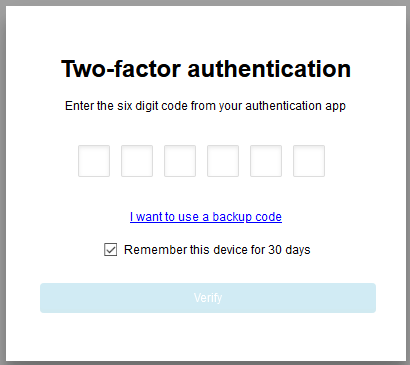 Two-factor authentication
Enter the six digit code from your authentication app
I want to use a backup code
Remember this device for 30 days
Verify